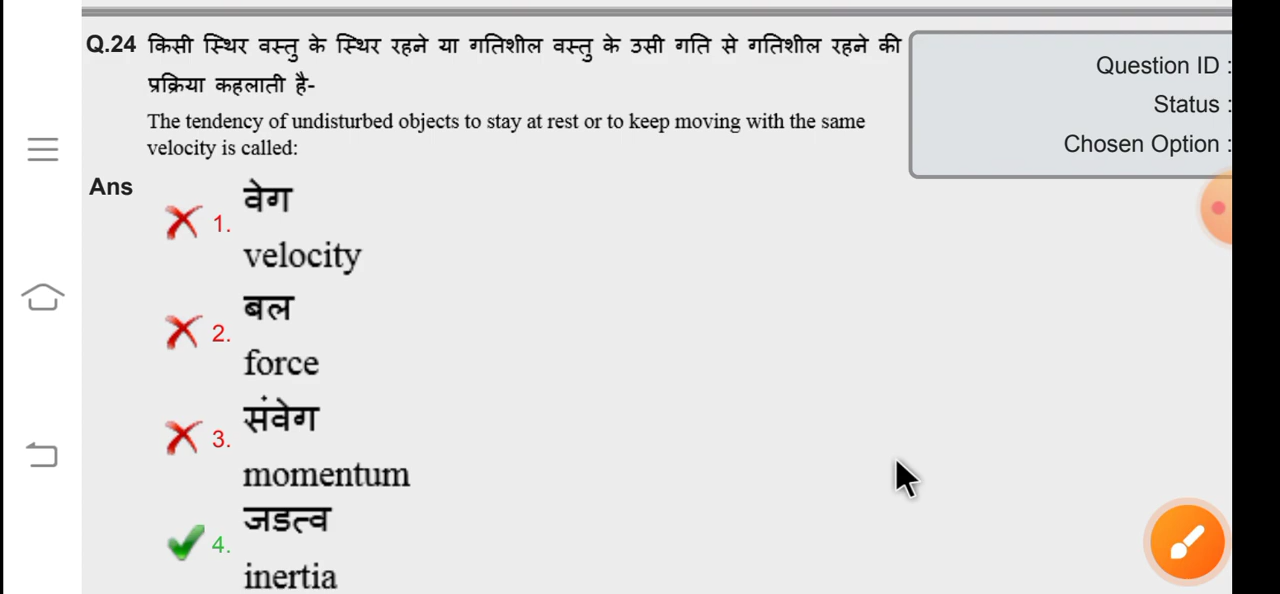 Q.24 किसी स्थिर वस्तु के स्थिर रहने या गतिशील वस्तु के उसी गति से गतिशील रहने की
प्रक्रिया कहलाती है-
The tendency of undisturbed objects to stay at rest or to keep moving with the same
velocity is called:
Question ID :
Status :
Chosen Option :
Ans
1. वेग
velocity
2. बल
force
3. संवेग
momentum
4. जडत्व
inertia